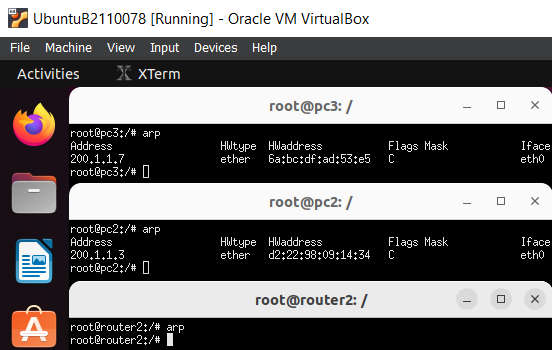 UbuntuB2110078 [Running] - Oracle VM VirtualBox
File Machine View Input Devices Help
Activities XTerm
root@pc3: /
root@pc3:/# arp
Address HWtype HWaddress Flags Mask Iface
200.1.1.7 ether 6a:bc:df:ad:53:e5 C eth0
root@pc3:/#
root@pc2: /
root@pc2:/# arp
Address HWtype HWaddress Flags Mask Iface
200.1.1.3 ether d2:22:98:09:14:34 C eth0
root@pc2:/#
root@router2: /
root@router2:/# arp
root@router2:/#